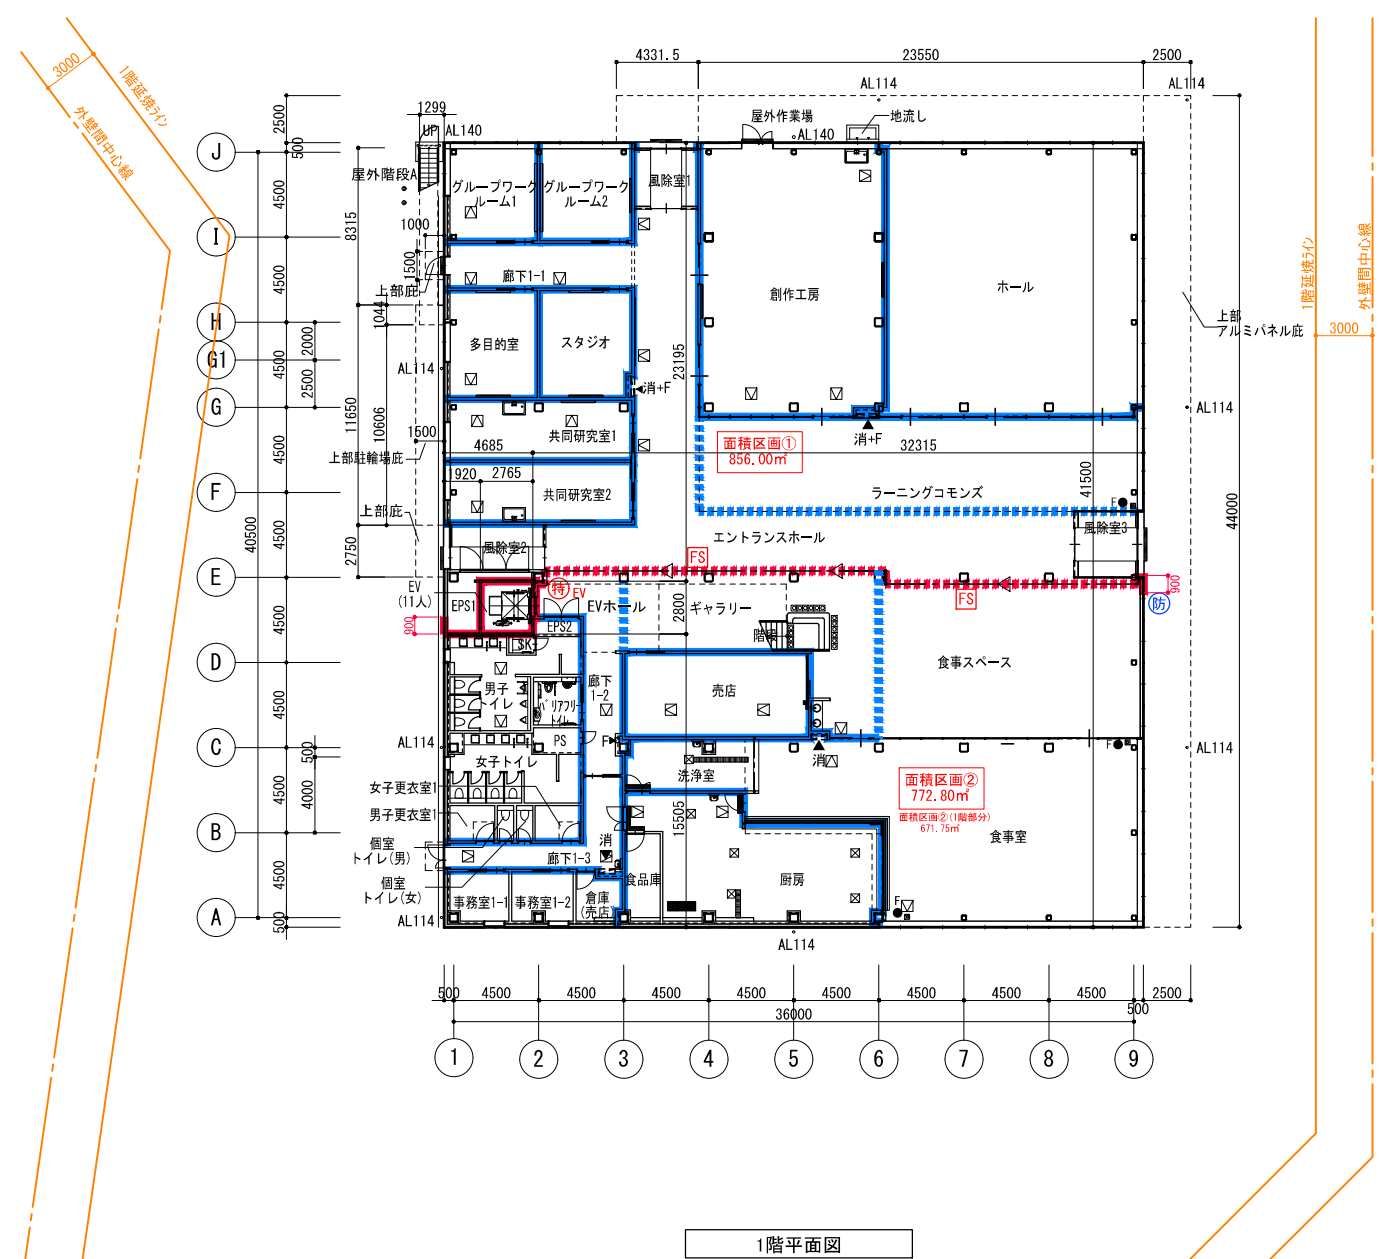 4331.5
23550
2500
AL114
AL114
3000
1階延焼ライン
外壁間中心線
1299
UP
AL140
屋外作業場
AL140
地流し
2500
500
J
屋外階段A
グループワーク
ルーム1
グループワーク
ルーム2
風除室1
4500
8315
1000
I
1500
廊下1-1
創作工房
ホール
1階延焼ライン
外壁間中心線
3000
4500
上部庇
1044
H
2000
多目的室
スタジオ
上部
アルミパネル庇
G1
4500
AL114
23195
2500
消+F
G
11650
10606
AL114
1500
4685
共同研究室1
面積区画①
856.00㎡
消+F
32315
4500
上部駐輪場庇
1920
2765
41500
F
共同研究室2
ラーニングコモンズ
F
44000
40500
上部庇
4500
2750
風除室2
エントランスホール
風除室3
FS
E
EV
(11人)
EPS1
特
EV
EVホール
ギャラリー
FS
900
防
900
4500
2800
EPS2
階段
SK
D
食事スペース
男子
トイレ
バリアフリー
トイレ
廊下
1-2
売店
4500
AL114
PS
F
C
500
女子トイレ
洗浄室
消
F
AL114
4500
4000
女子更衣室1
面積区画②
772.80㎡
面積区画②(1階部分)
671.75㎡
男子更衣室1
15505
B
個室
トイレ(男)
消
食事室
廊下1-3
4500
個室
トイレ(女)
事務室1-1
事務室1-2
倉庫
(売店)
食品庫
厨房
A
500
AL114
F
AL114
500
4500
4500
4500
4500
4500
4500
4500
4500
2500
36000
500
1
2
3
4
5
6
7
8
9
1階平面図